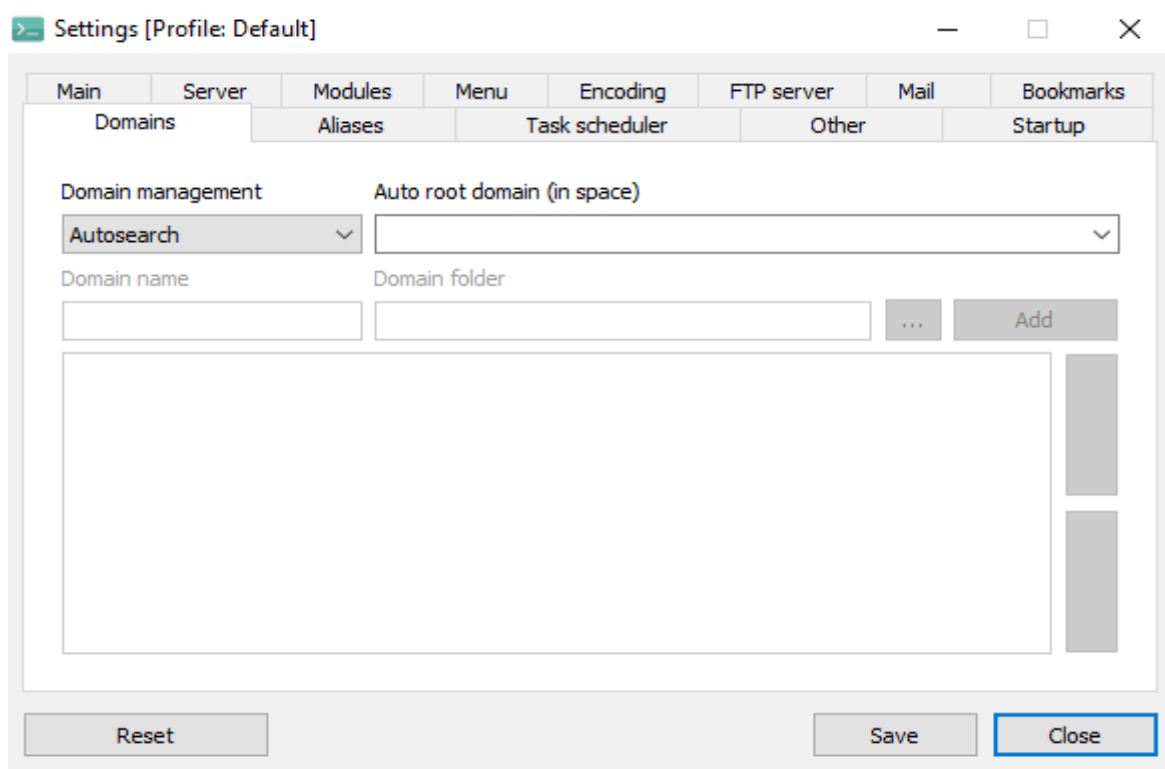 Settings [Profile: Default]
Main Server Modules Menu Encoding FTP server Mail Bookmarks
Domains Aliases Task scheduler Other Startup
Domain management Auto root domain (in space)
Autosearch
Domain name Domain folder
... Add
Reset Save Close